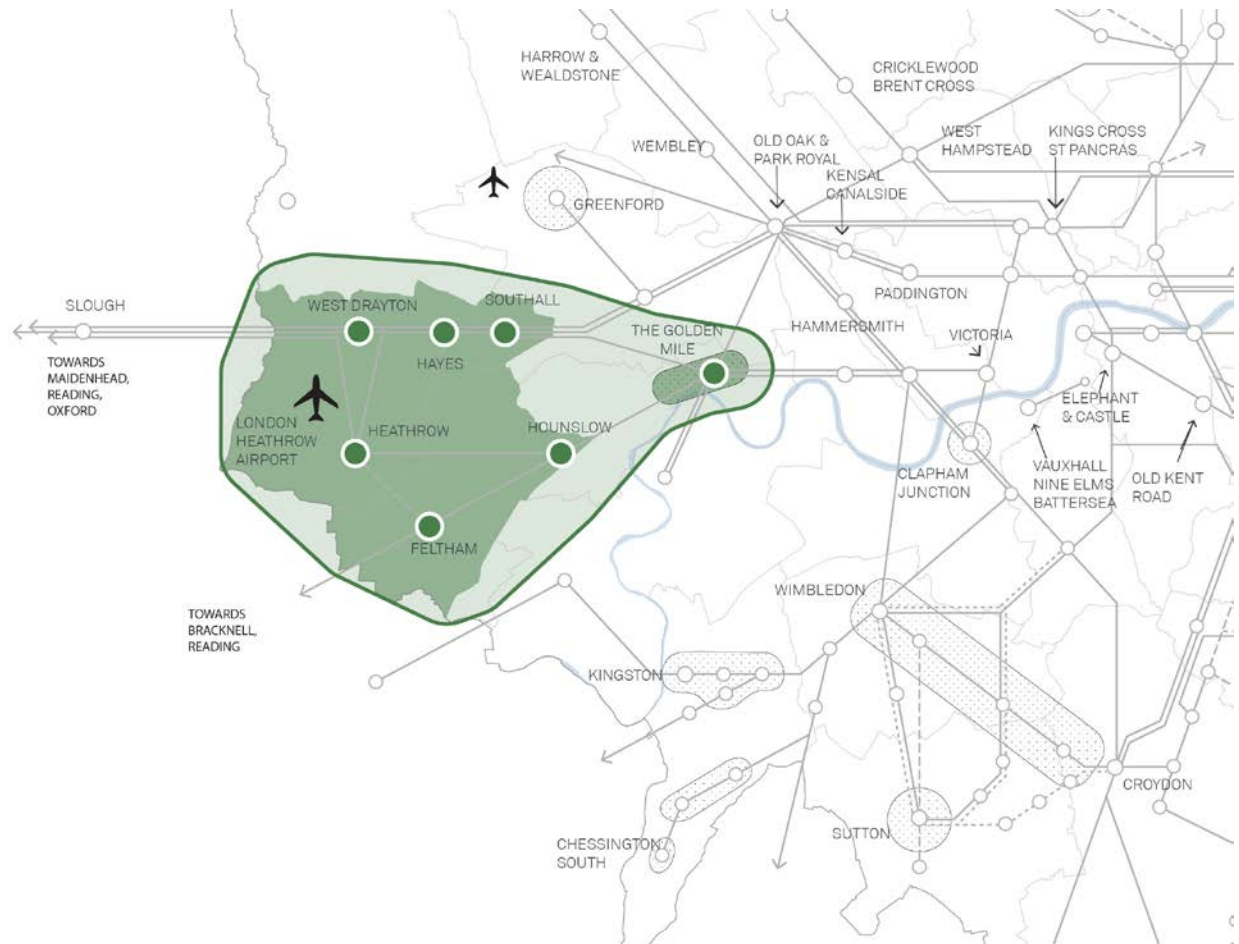 HARROW &
WEALDSTONE
CRICKLEWOOD
BRENT CROSS
WEMBLEY
OLD OAK &
PARK ROYAL
WEST
HAMPSTEAD
KINGS CROSS
ST PANCRAS
KENSAL
CANALSIDE
GREENFORD
SLOUGH
WEST DRAYTON
SOUTHALL
PADDINGTON
HAMMERSMITH
THE GOLDEN
MILE
VICTORIA
HAYES
TOWARDS
MAIDENHEAD,
READING,
OXFORD
ELEPHANT
& CASTLE
LONDON
HEATHROW
AIRPORT
HEATHROW
HOUNSLOW
CLAPHAM
JUNCTION
VAUXHALL
NINE ELMS
BATTERSEA
OLD KENT
ROAD
FELTHAM
TOWARDS
BRACKNELL,
READING
WIMBLEDON
KINGSTON
CROYDON
SUTTON
CHESSINGTON
SOUTH